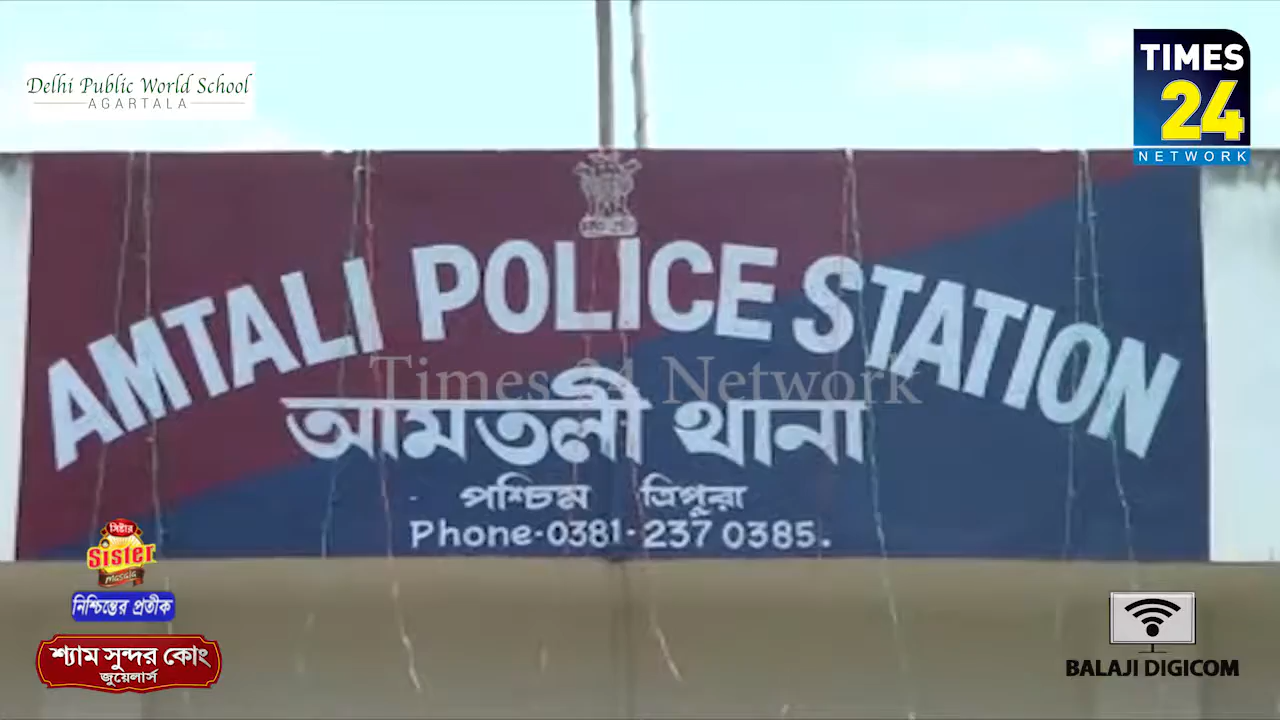 Delhi Public World School
AGARTALA
TIMES
24
NETWORK
AMTALI POLICE STATION
Times 24 Network
আমতলী থানা
পশ্চিম ত্রিপুরা
Phone-0381-237 0385.
সিষ্টার
Sister
masala
নিশ্চিন্তের প্রতীক
শ্যাম সুন্দর কোং
জুয়েলার্স
BALAJI DIGICOM